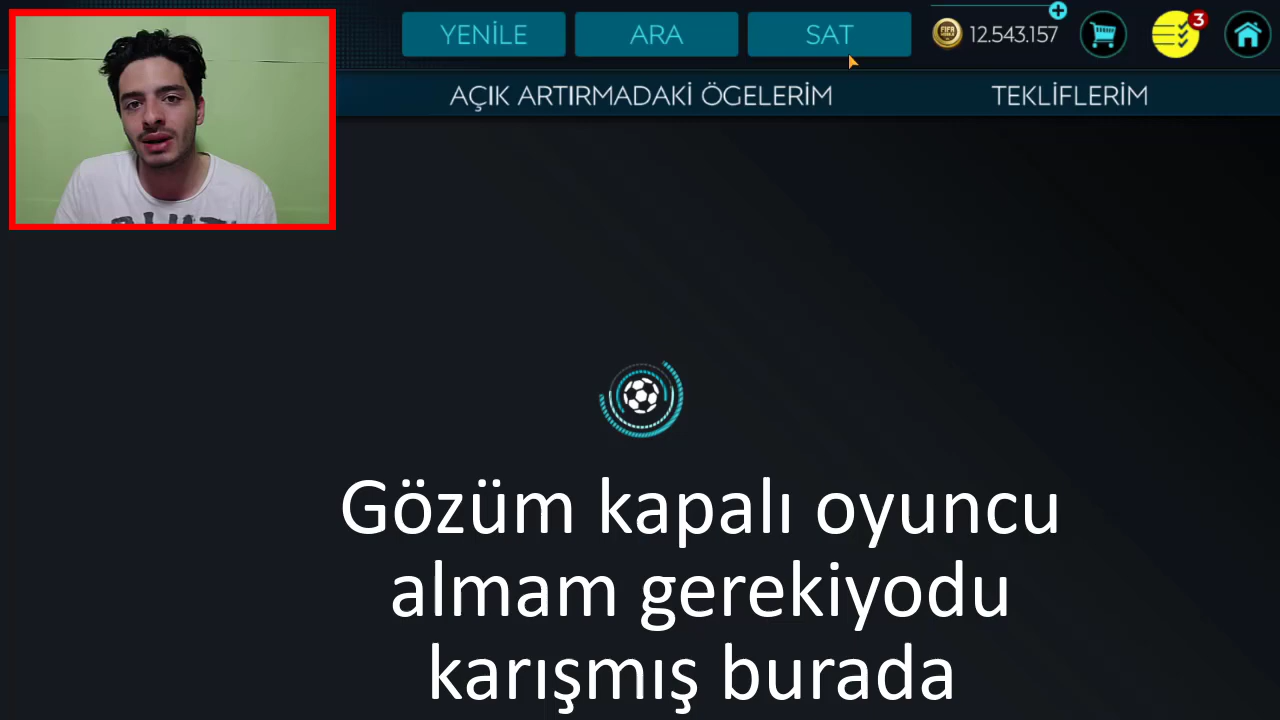 YENİLE
ARA
SAT
12.543.157
3
AÇIK ARTIRMADAKİ ÖGELERİM
TEKLİFLERİM
Gözüm kapalı oyuncu
almam gerekiyodu
karışmış burada